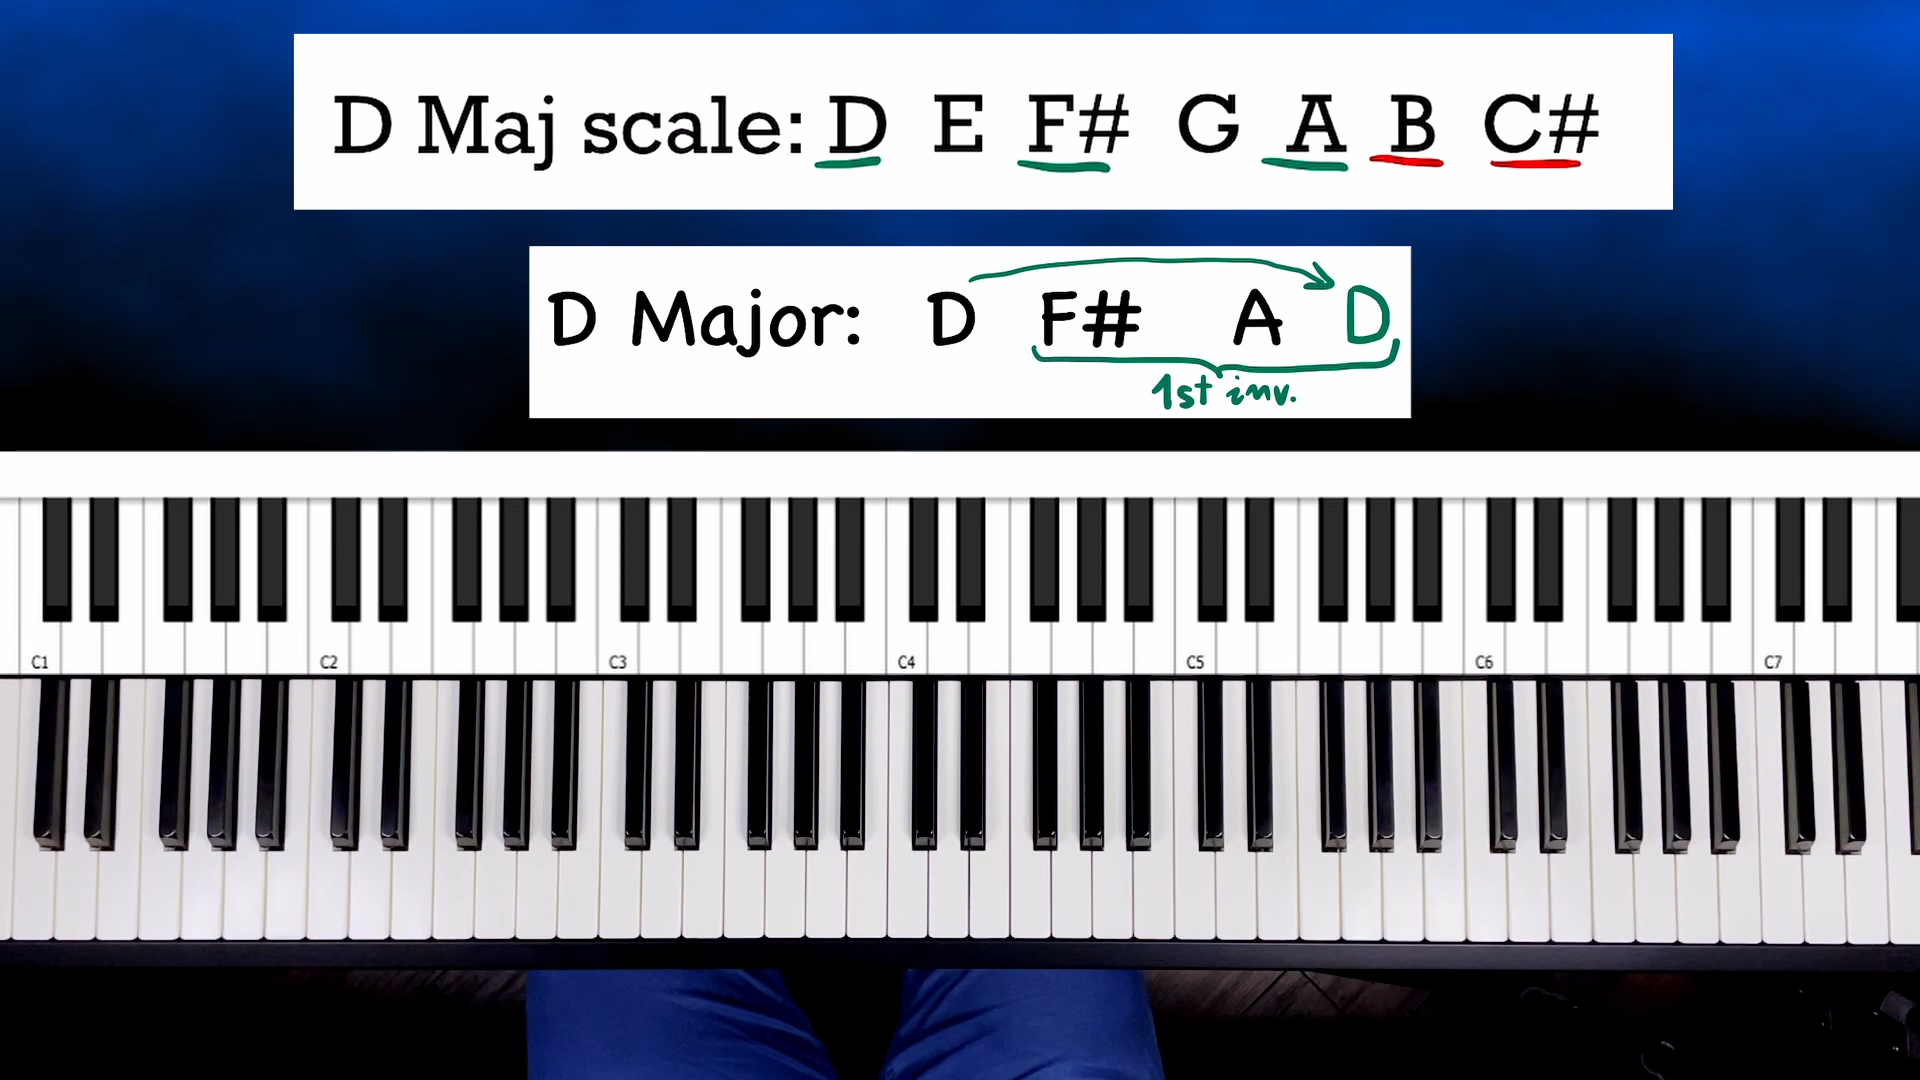 D Maj scale: D E F# G A B C#
D Major: D F# A D
1st inv.
C1 C2 C3 C4 C5 C6 C7